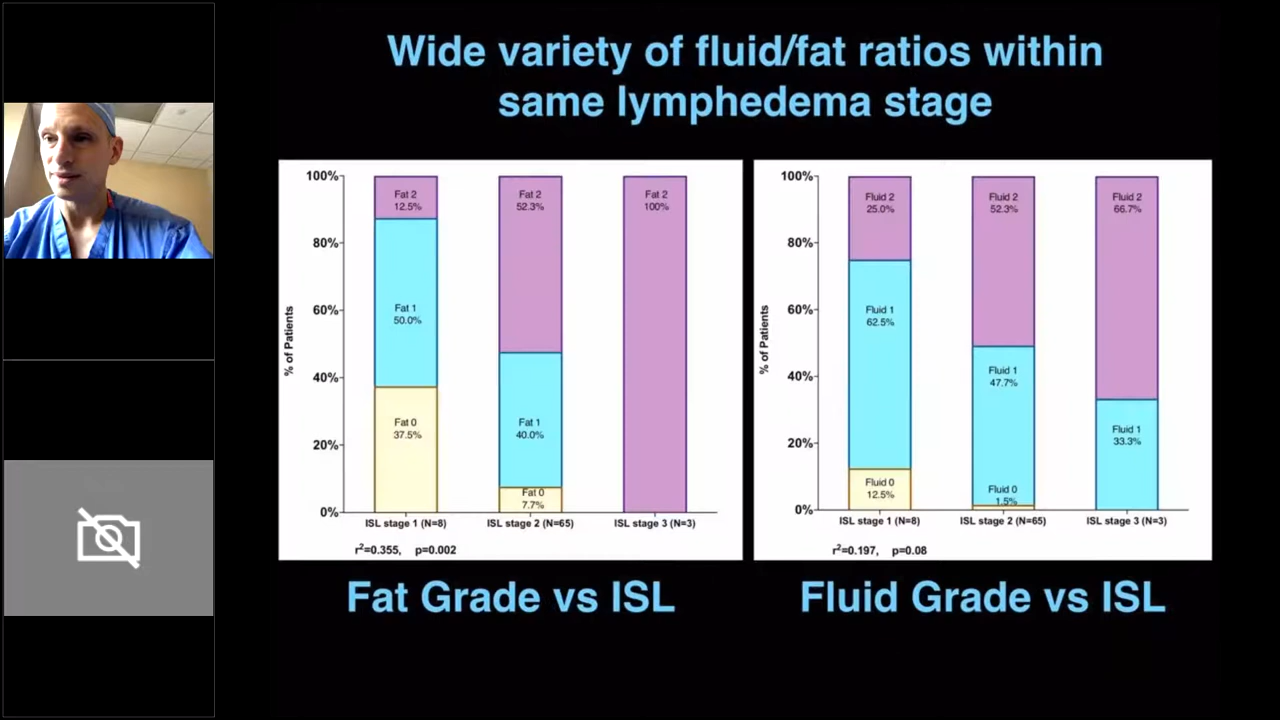 Wide variety of fluid/fat ratios within
same lymphedema stage
100%
80%
60%
40%
20%
0%
% of Patients
Fat 2
12.5%
Fat 1
50.0%
Fat 0
37.5%
Fat 2
52.3%
Fat 1
40.0%
Fat 0
7.7%
Fat 2
100%
ISL stage 1 (N=8)
ISL stage 2 (N=65)
ISL stage 3 (N=3)
r²=0.355, p=0.002
Fat Grade vs ISL
100%
80%
60%
40%
20%
0%
% of Patients
Fluid 2
25.0%
Fluid 1
62.5%
Fluid 0
12.5%
Fluid 2
52.3%
Fluid 1
47.7%
Fluid 0
1.5%
Fluid 2
66.7%
Fluid 1
33.3%
ISL stage 1 (N=8)
ISL stage 2 (N=65)
ISL stage 3 (N=3)
r²=0.197, p=0.08
Fluid Grade vs ISL